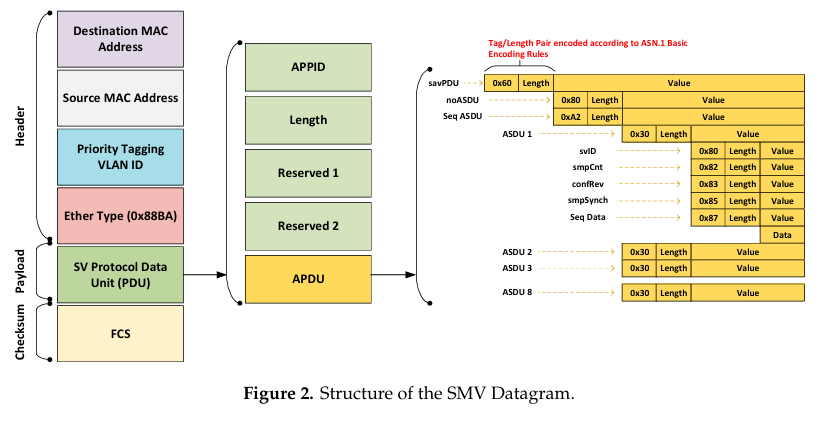 Header
Payload
Checksum
Destination MAC
Address
Source MAC Address
Priority Tagging
VLAN ID
Ether Type (0x88BA)
SV Protocol Data
Unit (PDU)
FCS
APPID
Length
Reserved 1
Reserved 2
APDU
Tag/Length Pair encoded according to ASN.1 Basic
Encoding Rules
savPDU 0x60 Length Value
noASDU 0x80 Length Value
Seq ASDU 0xA2 Length Value
ASDU 1 0x30 Length Value
svID 0x80 Length Value
smpCnt 0x82 Length Value
confRev 0x83 Length Value
smpSynch 0x85 Length Value
Seq Data 0x87 Length Value
Data
ASDU 2 0x30 Length Value
ASDU 3 0x30 Length Value
ASDU 8 0x30 Length Value
Figure 2. Structure of the SMV Datagram.